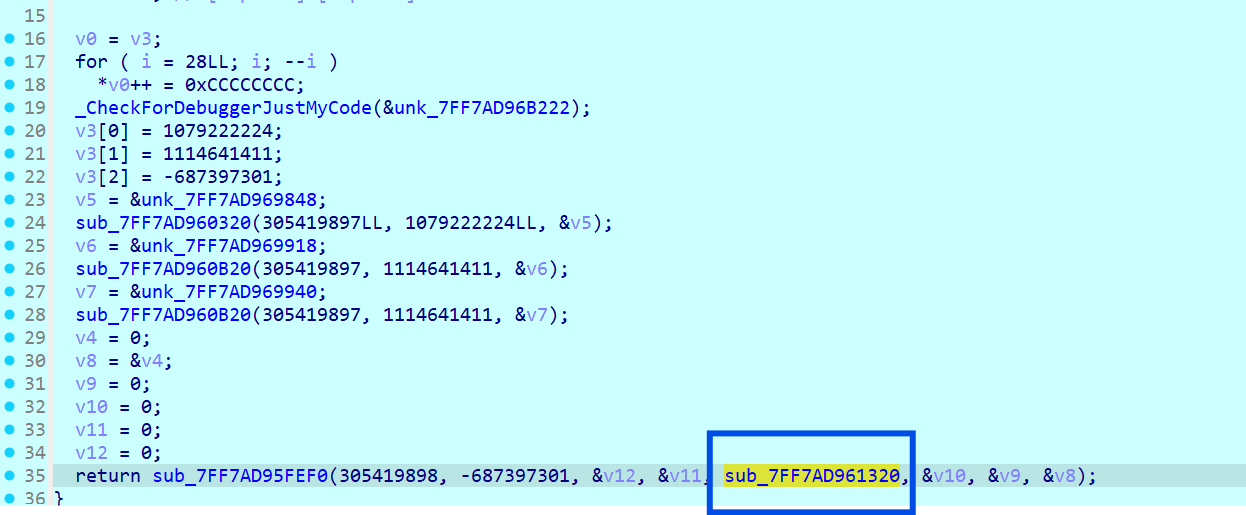 15
16 v0 = v3;
17 for ( i = 28LL; i; --i )
18 *v0++ = 0xCCCCCCCC;
19 _CheckForDebuggerJustMyCode(&unk_7FF7AD96B222);
20 v3[0] = 1079222224;
21 v3[1] = 1114641411;
22 v3[2] = -687397301;
23 v5 = &unk_7FF7AD969848;
24 sub_7FF7AD960320(305419897LL, 1079222224LL, &v5);
25 v6 = &unk_7FF7AD969918;
26 sub_7FF7AD960B20(305419897, 1114641411, &v6);
27 v7 = &unk_7FF7AD969940;
28 sub_7FF7AD960B20(305419897, 1114641411, &v7);
29 v4 = 0;
30 v8 = &v4;
31 v9 = 0;
32 v10 = 0;
33 v11 = 0;
34 v12 = 0;
35 return sub_7FF7AD95FEF0(305419898, -687397301, &v12, &v11, sub_7FF7AD961320, &v10, &v9, &v8);
36 }